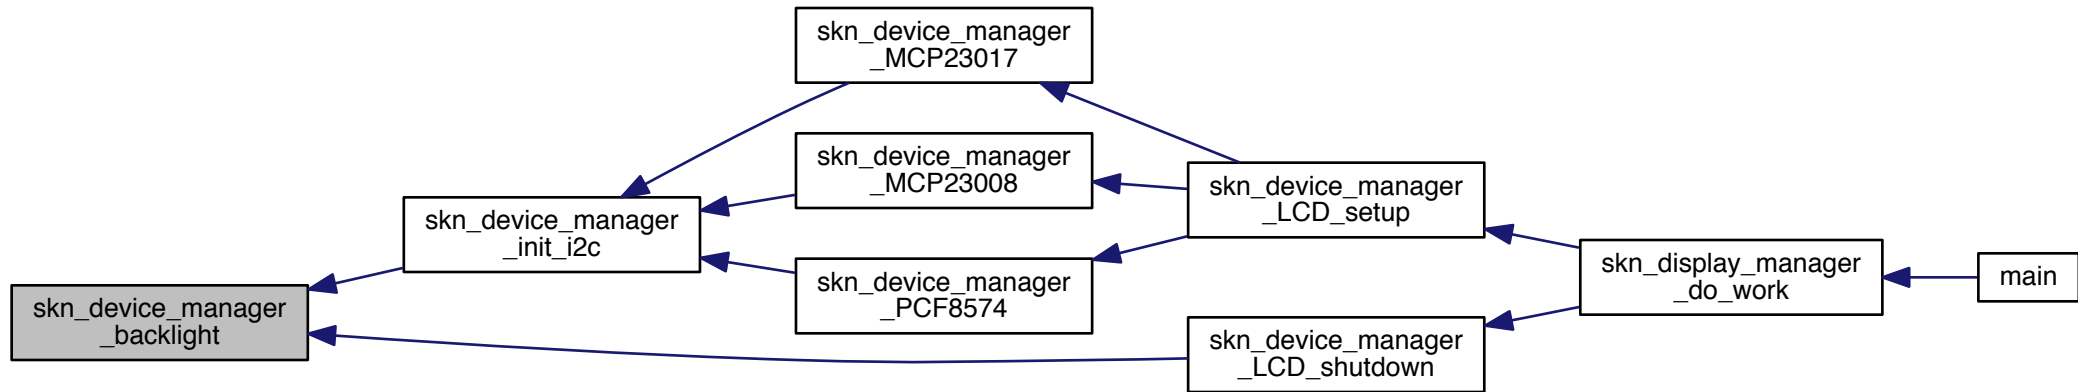 skn_device_manager
_MCP23017
skn_device_manager
_MCP23008
skn_device_manager
_LCD_setup
skn_device_manager
_init_i2c
skn_display_manager
_do_work
main
skn_device_manager
_PCF8574
skn_device_manager
_backlight
skn_device_manager
_LCD_shutdown